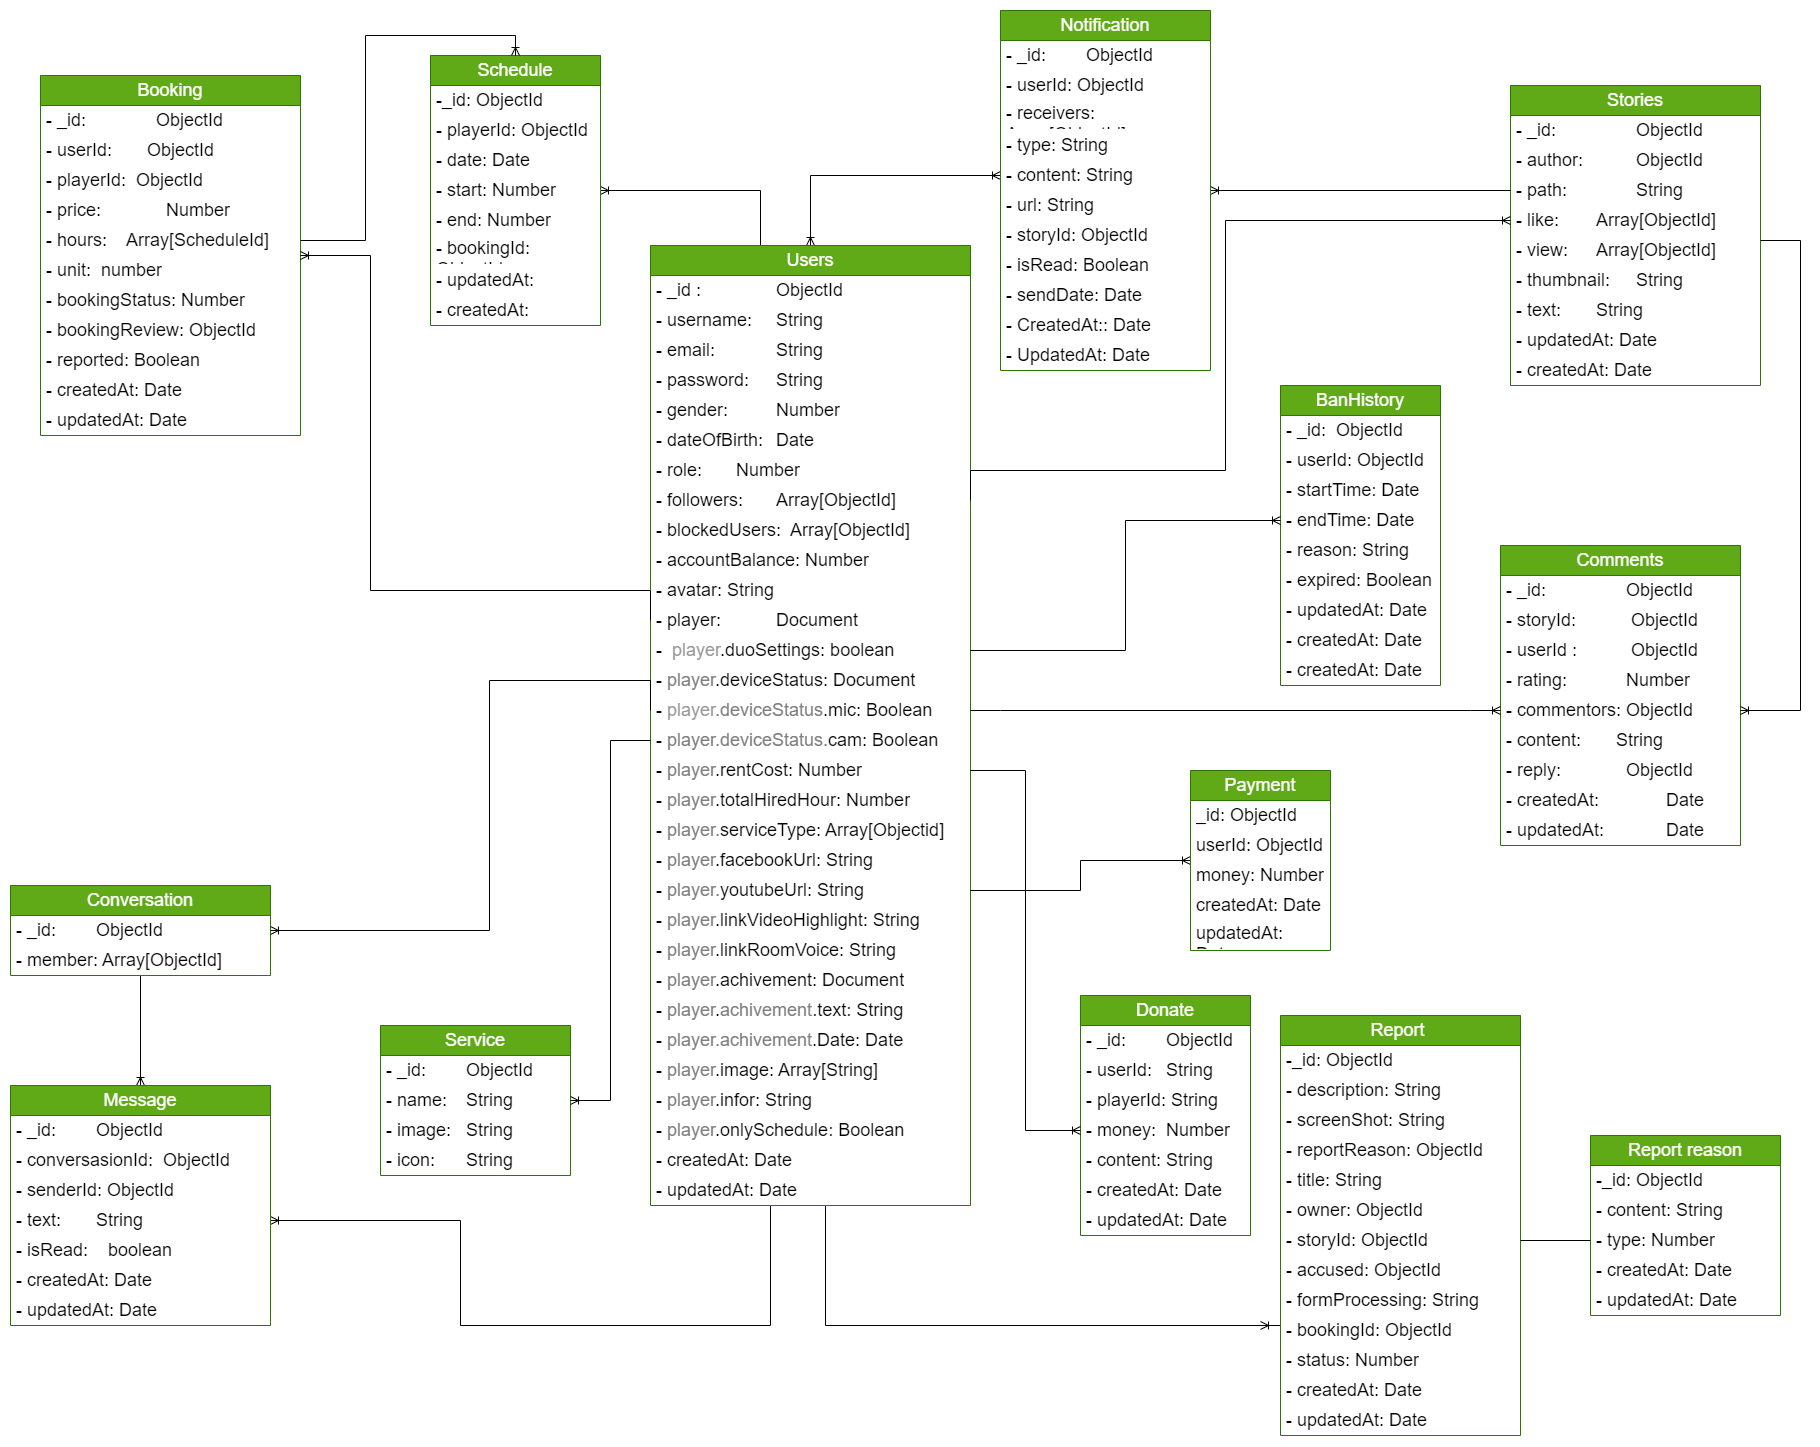 Booking
- _id: ObjectId
- userId: ObjectId
- playerId: ObjectId
- price: Number
- hours: Array[ScheduleId]
- unit: number
- bookingStatus: Number
- bookingReview: ObjectId
- reported: Boolean
- createdAt: Date
- updatedAt: Date
Schedule
-_id: ObjectId
- playerId: ObjectId
- date: Date
- start: Number
- end: Number
- bookingId:
- updatedAt:
- createdAt:
Notification
- _id: ObjectId
- userId: ObjectId
- receivers:
- type: String
- content: String
- url: String
- storyId: ObjectId
- isRead: Boolean
- sendDate: Date
- CreatedAt:: Date
- UpdatedAt: Date
Stories
- _id: ObjectId
- author: ObjectId
- path: String
- like: Array[ObjectId]
- view: Array[ObjectId]
- thumbnail: String
- text: String
- updatedAt: Date
- createdAt: Date
Users
- _id : ObjectId
- username: String
- email: String
- password: String
- gender: Number
- dateOfBirth: Date
- role: Number
- followers: Array[ObjectId]
- blockedUsers: Array[ObjectId]
- accountBalance: Number
- avatar: String
- player: Document
- player.duoSettings: boolean
- player.deviceStatus: Document
- player.deviceStatus.mic: Boolean
- player.deviceStatus.cam: Boolean
- player.rentCost: Number
- player.totalHiredHour: Number
- player.serviceType: Array[Objectid]
- player.facebookUrl: String
- player.youtubeUrl: String
- player.linkVideoHighlight: String
- player.linkRoomVoice: String
- player.achivement: Document
- player.achivement.text: String
- player.achivement.Date: Date
- player.image: Array[String]
- player.infor: String
- player.onlySchedule: Boolean
- createdAt: Date
- updatedAt: Date
BanHistory
- _id: ObjectId
- userId: ObjectId
- startTime: Date
- endTime: Date
- reason: String
- expired: Boolean
- updatedAt: Date
- createdAt: Date
- createdAt: Date
Comments
- _id: ObjectId
- storyId: ObjectId
- userId : ObjectId
- rating: Number
- commentors: ObjectId
- content: String
- reply: ObjectId
- createdAt: Date
- updatedAt: Date
Payment
_id: ObjectId
userId: ObjectId
money: Number
createdAt: Date
updatedAt:
Conversation
- _id: ObjectId
- member: Array[ObjectId]
Message
- _id: ObjectId
- conversasionId: ObjectId
- senderId: ObjectId
- text: String
- isRead: boolean
- createdAt: Date
- updatedAt: Date
Service
- _id: ObjectId
- name: String
- image: String
- icon: String
Donate
- _id: ObjectId
- userId: String
- playerId: String
- money: Number
- content: String
- createdAt: Date
- updatedAt: Date
Report
-_id: ObjectId
- description: String
- screenShot: String
- reportReason: ObjectId
- title: String
- owner: ObjectId
- storyId: ObjectId
- accused: ObjectId
- formProcessing: String
- bookingId: ObjectId
- status: Number
- createdAt: Date
- updatedAt: Date
Report reason
-_id: ObjectId
- content: String
- type: Number
- createdAt: Date
- updatedAt: Date